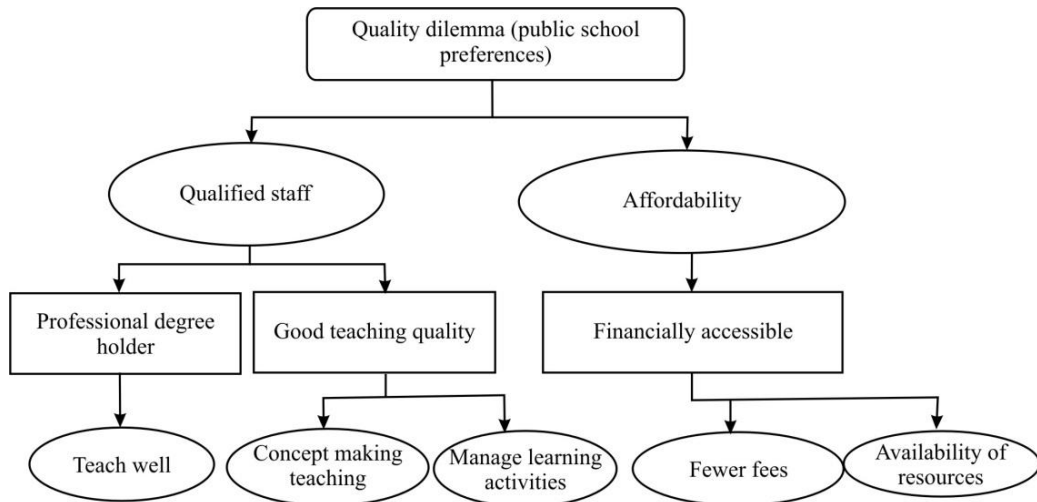 Quality dilemma (public school
preferences)
Qualified staff
Affordability
Professional degree
holder
Good teaching quality
Financially accessible
Teach well
Concept making
teaching
Manage learning
activities
Fewer fees
Availability of
resources